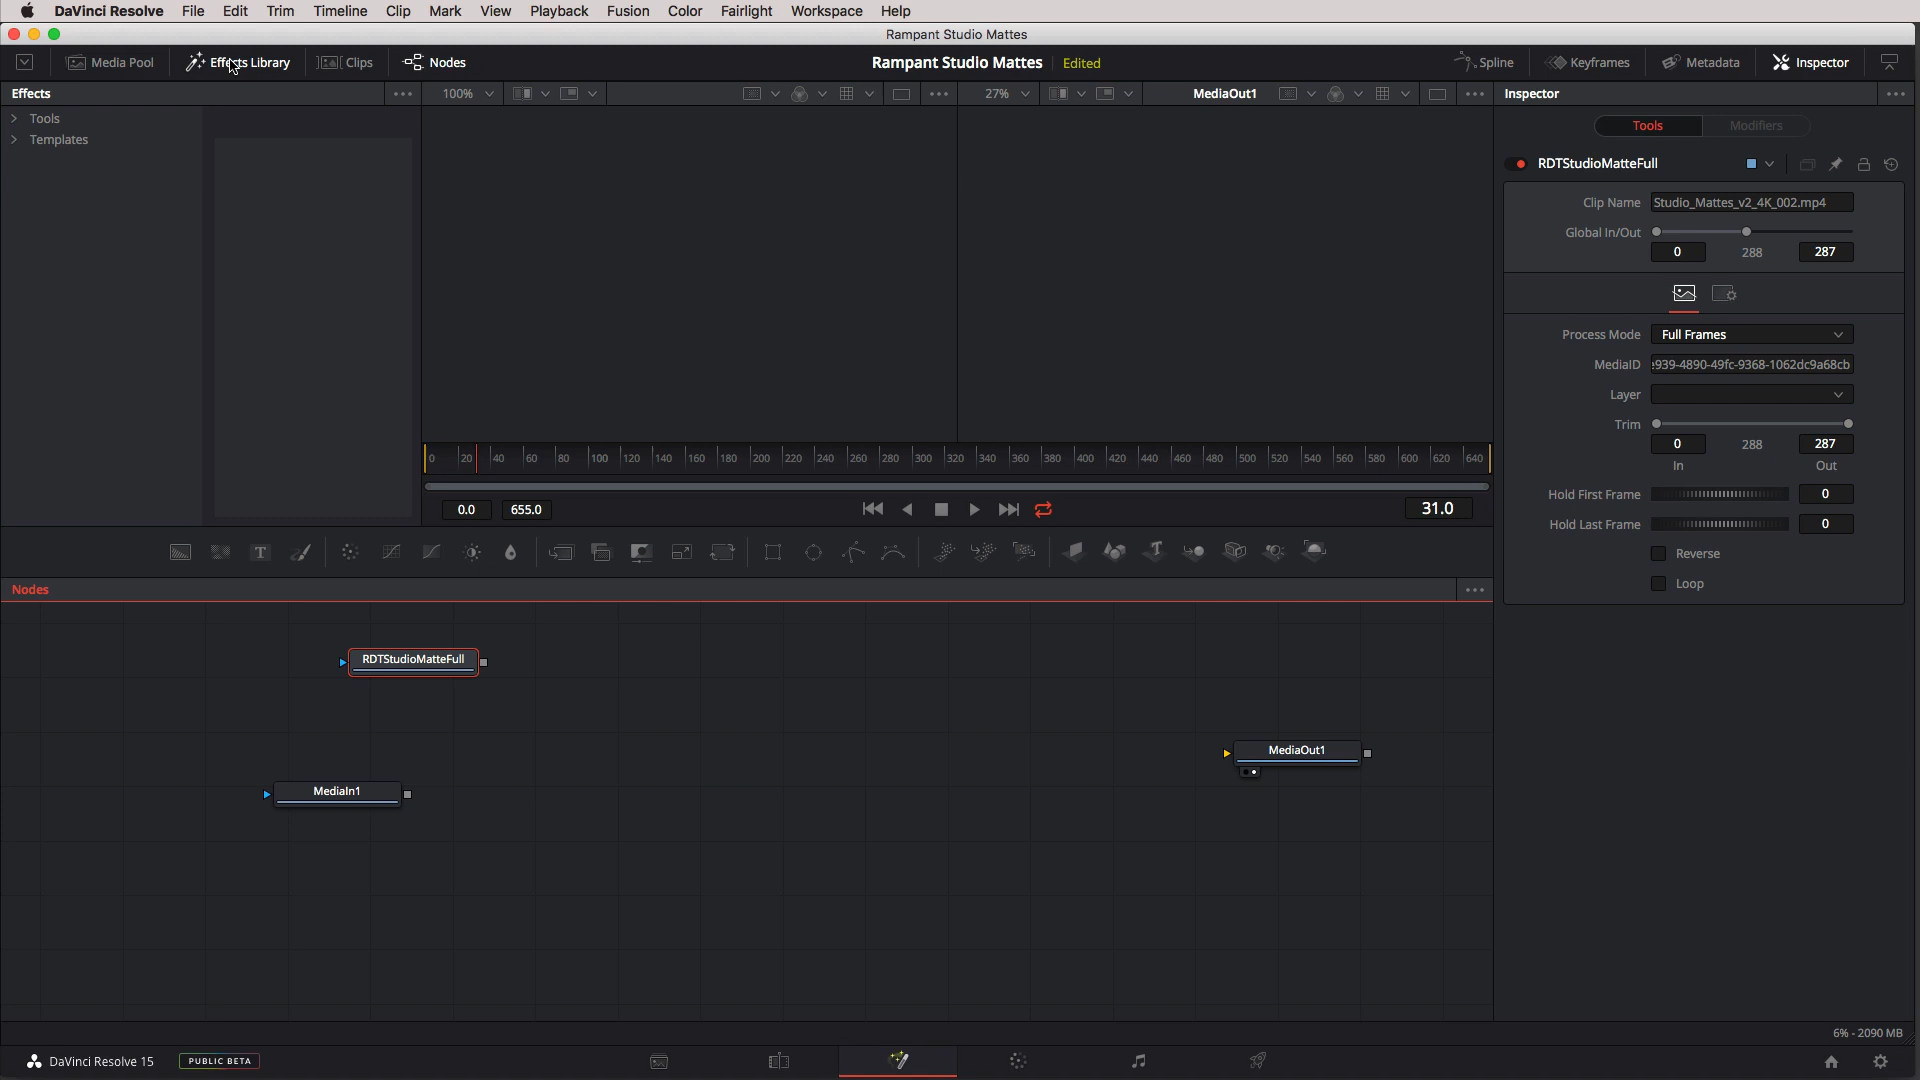 DaVinci Resolve File Edit Trim Timeline Clip Mark View Playback Fusion Color Fairlight Workspace Help
Rampant Studio Mattes
Media Pool Effects Library Clips Nodes Rampant Studio Mattes Edited Spline Keyframes Metadata Inspector
Effects 100% 27% MediaOut1 Inspector
Tools
Templates
Tools Modifiers
RDTStudioMatteFull
Clip Name Studio_Mattes_v2_4K_002.mp4
Global In/Out
0 288 287
Process Mode Full Frames
MediaID :939-4890-49fc-9368-1062dc9a68cb
Layer
Trim
0 288 287
In Out
0 20 40 60 80 100 120 140 160 180 200 220 240 260 280 300 320 340 360 380 400 420 440 460 480 500 520 540 560 580 600 620 640
0.0 655.0 31.0
Hold First Frame 0
Hold Last Frame 0
Reverse
Loop
Nodes
RDTStudioMatteFull
MediaOut1
MediaIn1
6% - 2090 MB
DaVinci Resolve 15 PUBLIC BETA